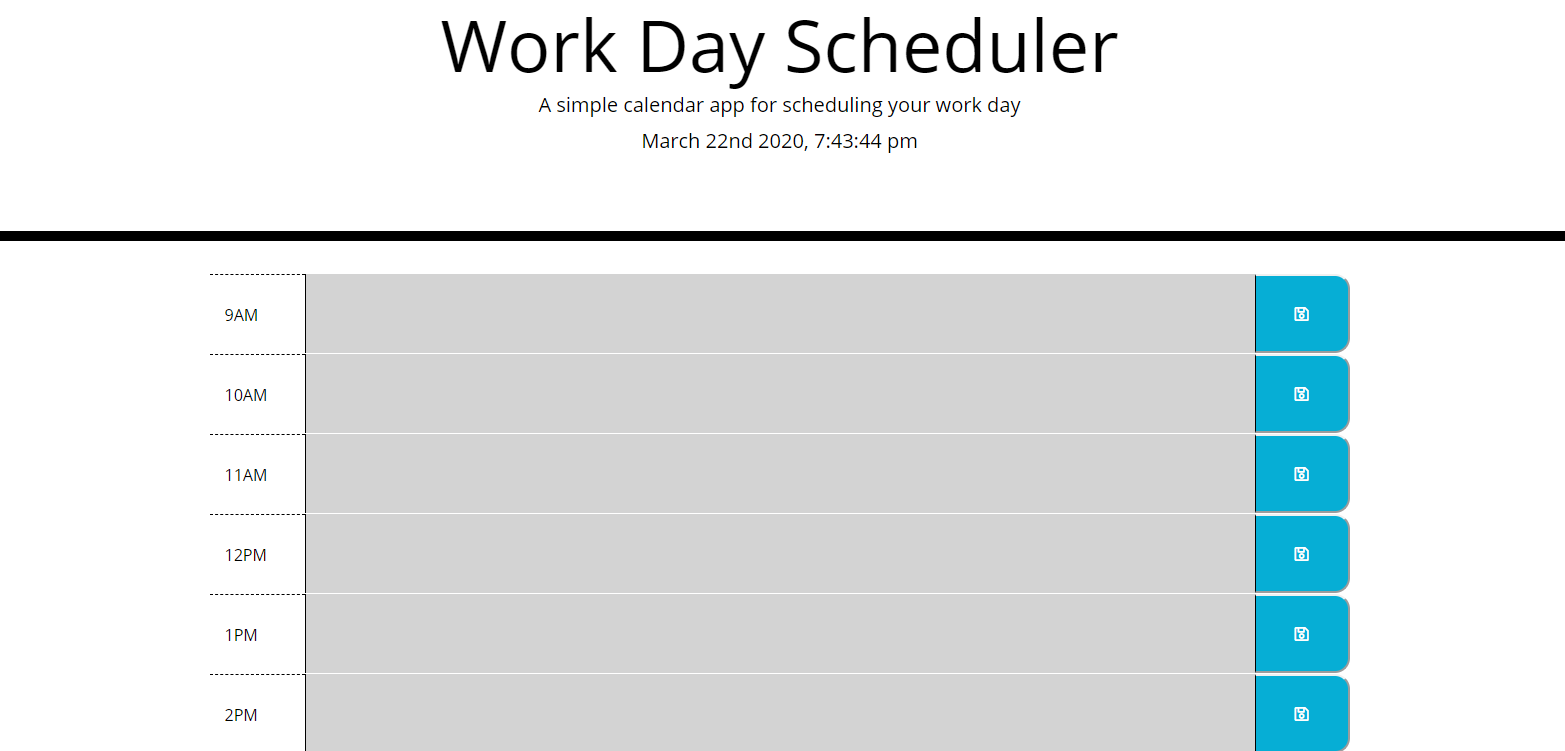 Work Day Scheduler
A simple calendar app for scheduling your work day
March 22nd 2020, 7:43:44 pm
9AM
10AM
11AM
12PM
1PM
2PM